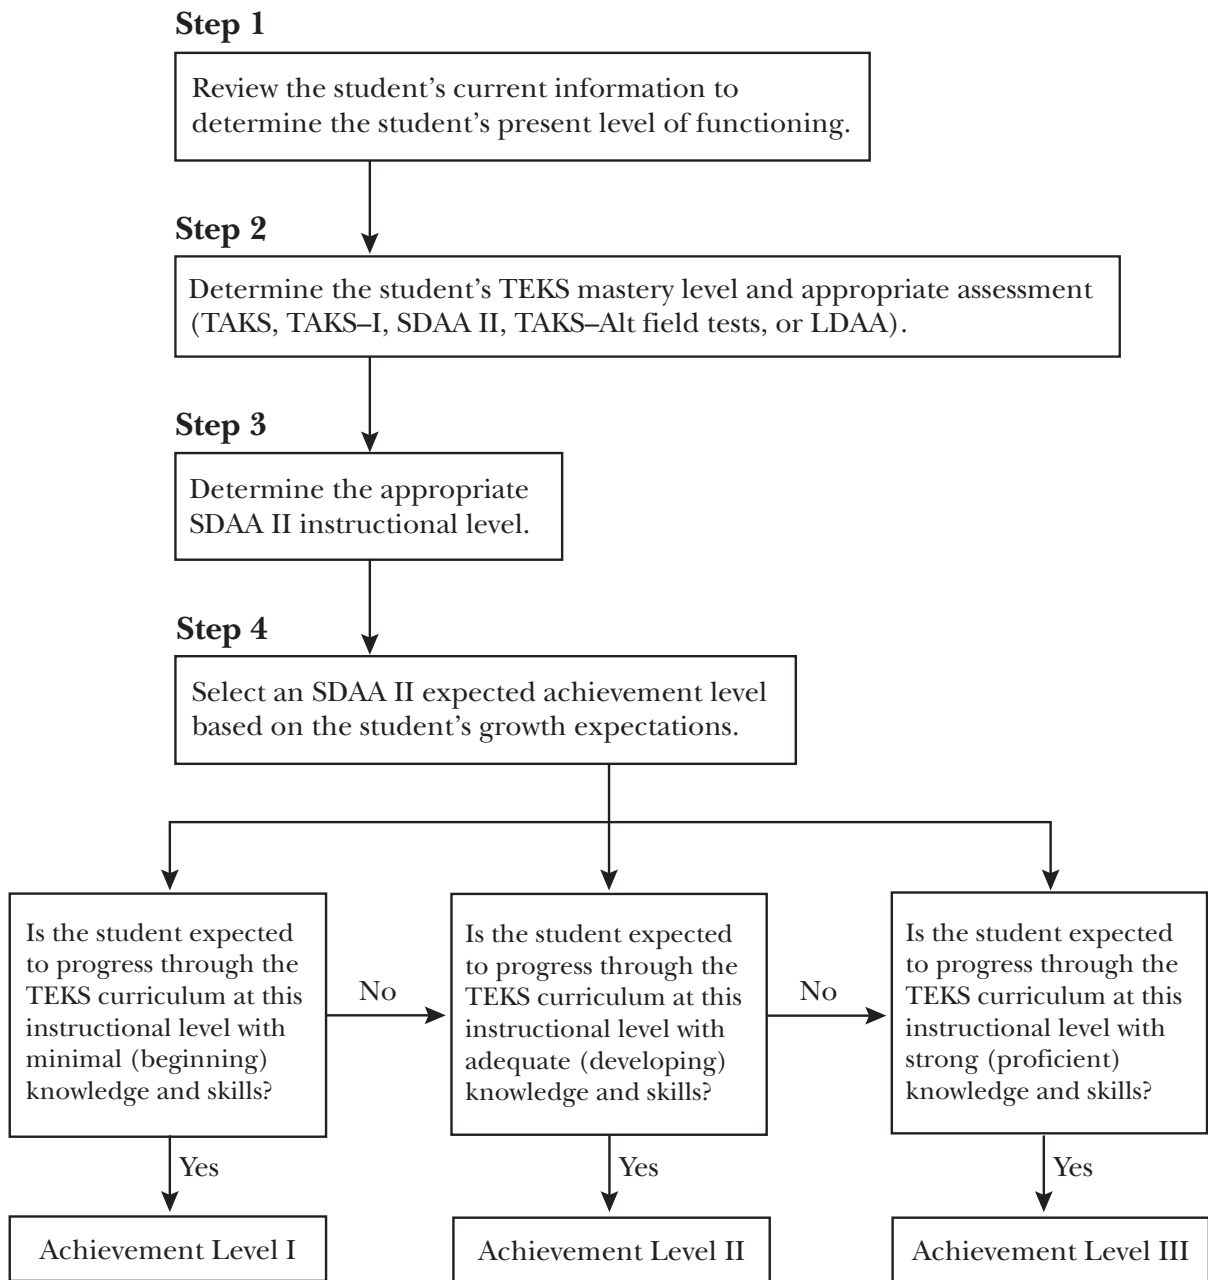 Step 1
Review the student’s current information to
determine the student’s present level of functioning.
Step 2
Determine the student’s TEKS mastery level and appropriate assessment
(TAKS, TAKS–I, SDAA II, TAKS–Alt field tests, or LDAA).
Step 3
Determine the appropriate
SDAA II instructional level.
Step 4
Select an SDAA II expected achievement level
based on the student’s growth expectations.
Is the student expected
to progress through the
TEKS curriculum at this
instructional level with
minimal (beginning)
knowledge and skills?
No
Is the student expected
to progress through the
TEKS curriculum at this
instructional level with
adequate (developing)
knowledge and skills?
No
Is the student expected
to progress through the
TEKS curriculum at this
instructional level with
strong (proficient)
knowledge and skills?
Yes
Yes
Yes
Achievement Level I
Achievement Level II
Achievement Level III